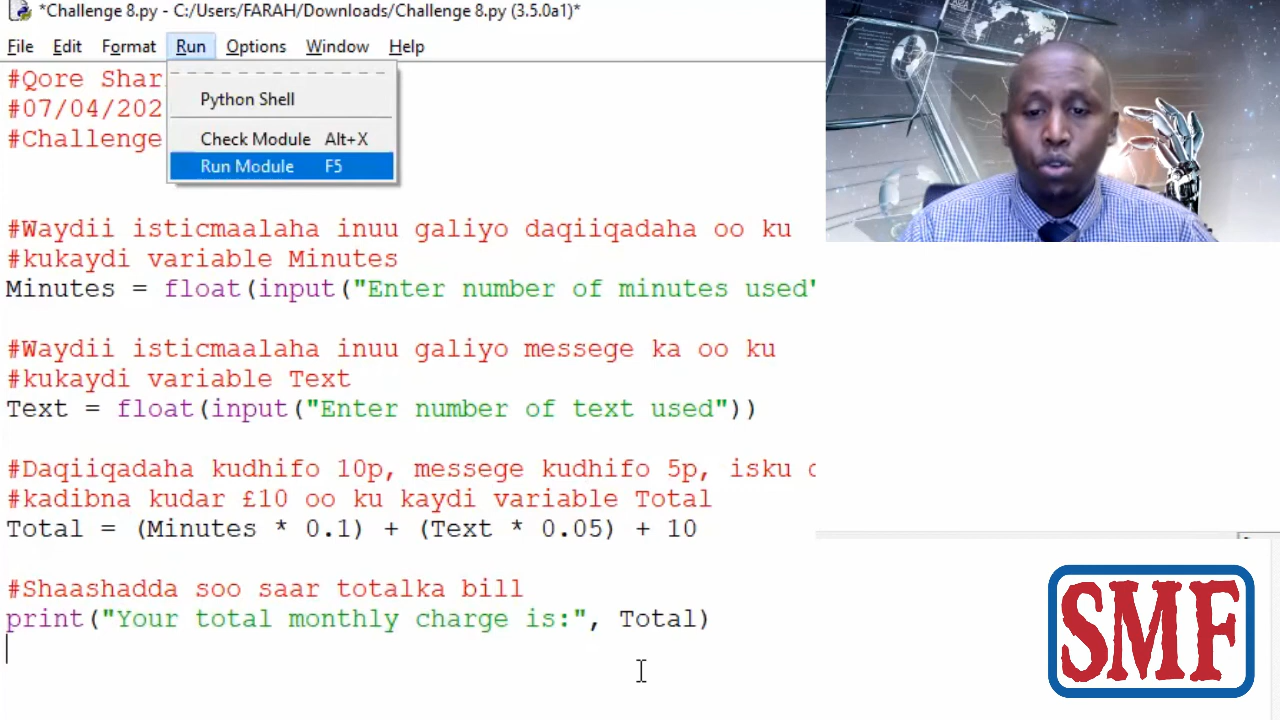 *Challenge 8.py - C:/Users/FARAH/Downloads/Challenge 8.py (3.5.0a1)*
File Edit Format Run Options Window Help
#Qore Shar
#07/04/202
#Challenge
Python Shell
Check Module Alt+X
Run Module F5
#Waydii isticmaalaha inuu galiyo daqiiqadaha oo ku
#kukaydi variable Minutes
Minutes = float(input("Enter number of minutes used"
#Waydii isticmaalaha inuu galiyo messege ka oo ku
#kukaydi variable Text
Text = float(input("Enter number of text used"))
#Daqiiqadaha kudhifo 10p, messege kudhifo 5p, isku
#kadibna kudar £10 oo ku kaydi variable Total
Total = (Minutes * 0.1) + (Text * 0.05) + 10
#Shaashadda soo saar totalka bill
print("Your total monthly charge is:", Total)
SMF